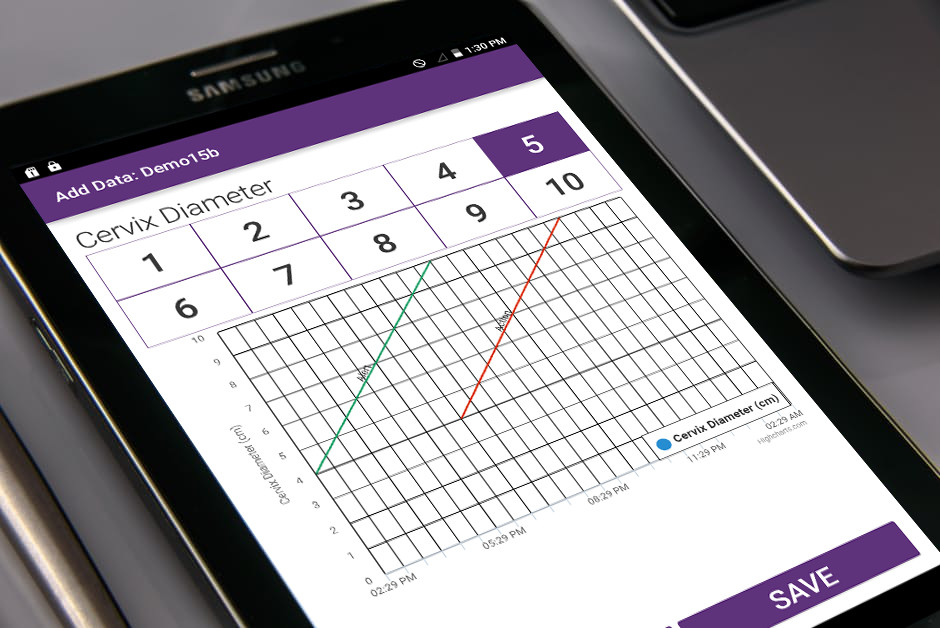 SAMSUNG
1:30 PM
Add Data: Demo15b
Cervix Diameter
1 2 3 4 5
6 7 8 9 10
10
9
8
7
6
5
4
3
2
1
0
Cervix Diameter (cm)
Alert
Action
Cervix Diameter (cm)
02:29 PM
05:29 PM
08:29 PM
11:29 PM
02:29 AM
Highcharts.com
SAVE